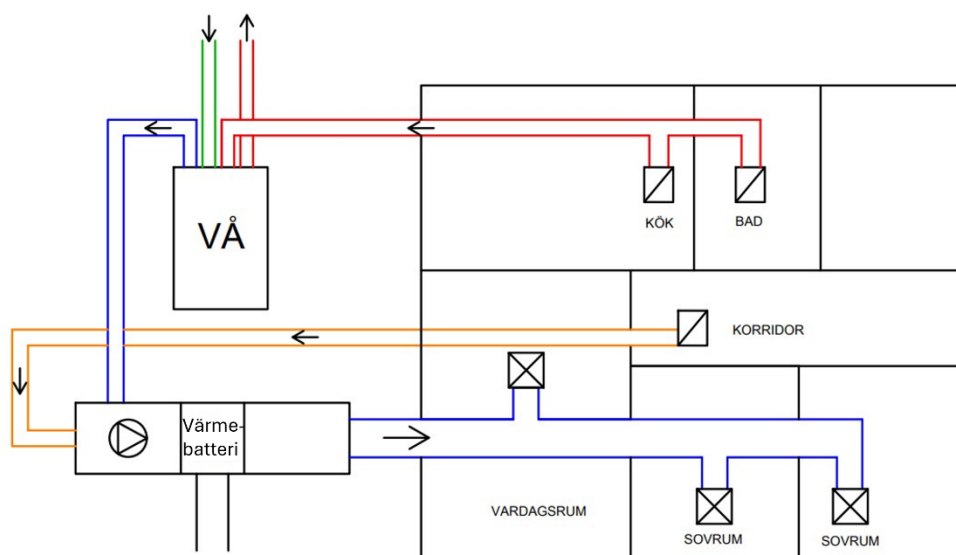 VÅ
KÖK
BAD
KORRIDOR
Värme-
batteri
VARDAGSRUM
SOVRUM
SOVRUM